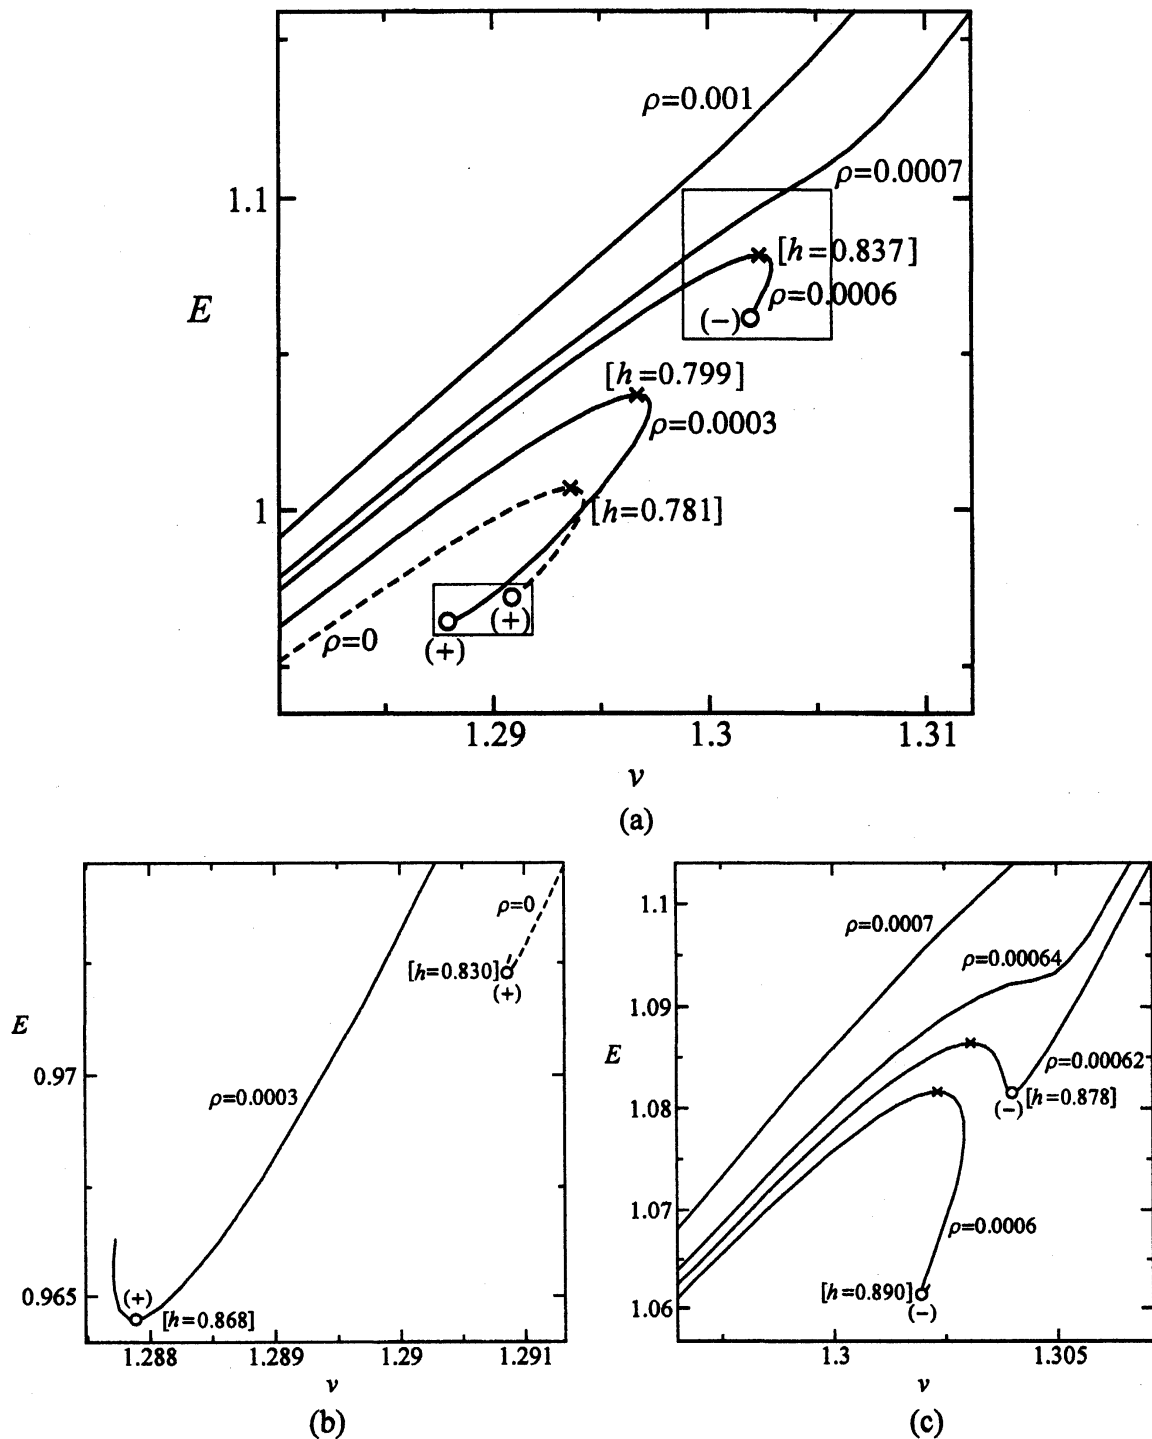 ρ=0.001
ρ=0.0007
1.1
[h=0.837]
E
ρ=0.0006
(−)
[h=0.799]
ρ=0.0003
1
[h=0.781]
(+)
ρ=0
(+)
1.29
1.3
1.31
ν
(a)
ρ=0
[h=0.830]
(+)
E
0.97
ρ=0.0003
(+)
0.965
[h=0.868]
1.288
1.289
1.29
1.291
ν
(b)
1.1
ρ=0.0007
ρ=0.00064
1.09
E
ρ=0.00062
1.08
(−)
[h=0.878]
1.07
ρ=0.0006
[h=0.890]
1.06
(−)
1.3
1.305
ν
(c)